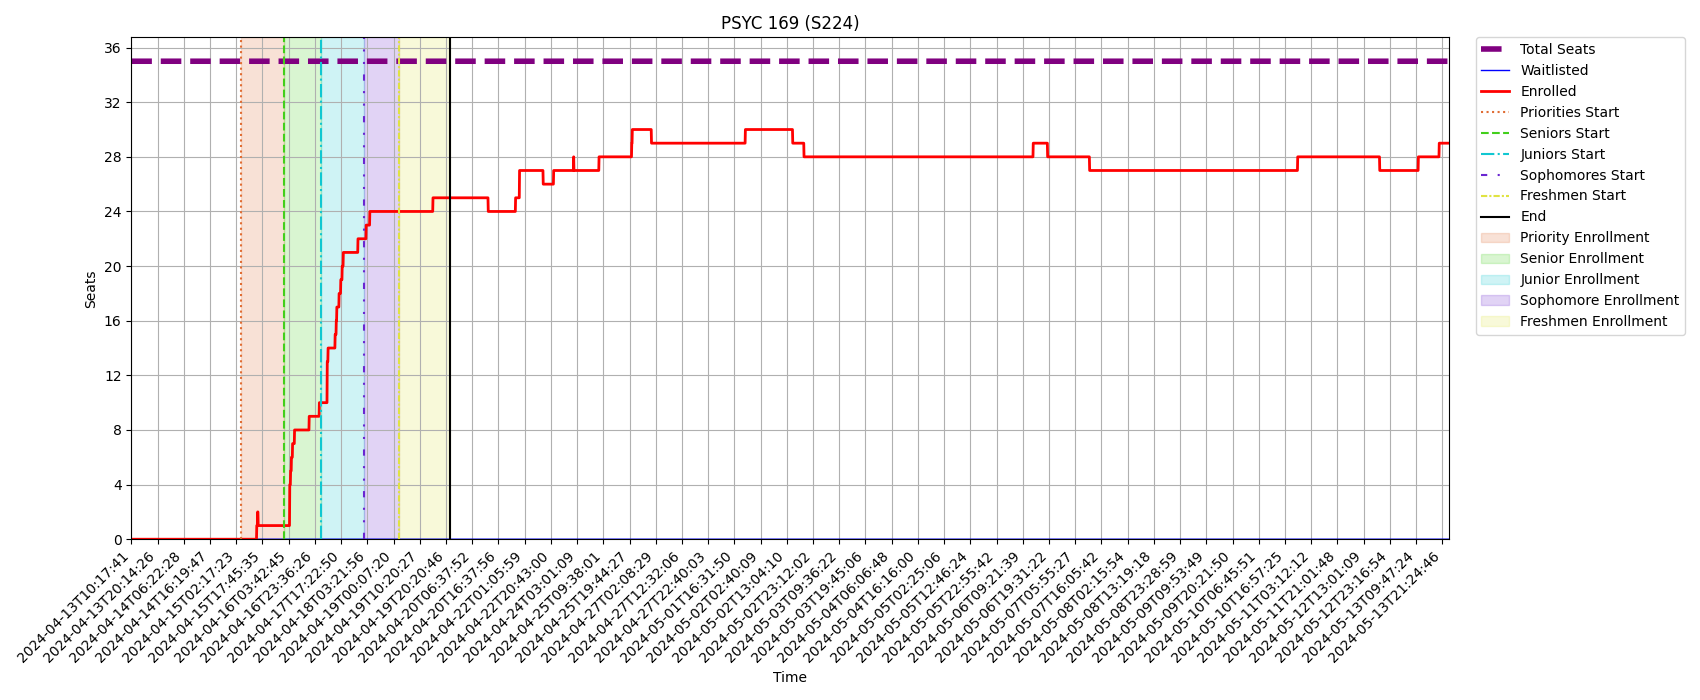 PSYC 169 (S224)
36
32
28
24
20
16
12
8
4
0
Seats
2024-04-13T10:17:41
2024-04-13T20:14:26
2024-04-14T06:22:28
2024-04-14T16:19:47
2024-04-15T02:17:23
2024-04-15T17:45:35
2024-04-16T03:42:45
2024-04-16T23:36:26
2024-04-17T17:22:50
2024-04-18T03:21:56
2024-04-19T00:07:20
2024-04-19T10:20:27
2024-04-19T20:20:46
2024-04-20T06:37:52
2024-04-20T16:37:56
2024-04-22T01:05:59
2024-04-22T20:43:00
2024-04-24T03:01:09
2024-04-25T09:38:01
2024-04-25T19:44:27
2024-04-27T02:08:29
2024-04-27T12:32:06
2024-04-27T22:40:03
2024-05-01T16:31:50
2024-05-02T02:40:09
2024-05-02T13:04:10
2024-05-02T23:12:02
2024-05-03T09:36:22
2024-05-03T19:45:06
2024-05-04T06:06:48
2024-05-04T16:16:00
2024-05-05T02:25:06
2024-05-05T12:46:24
2024-05-05T22:55:42
2024-05-06T09:21:39
2024-05-06T19:31:22
2024-05-07T05:55:27
2024-05-07T16:05:42
2024-05-08T02:15:54
2024-05-08T13:19:18
2024-05-08T23:28:59
2024-05-09T09:53:49
2024-05-09T20:21:50
2024-05-10T06:45:51
2024-05-10T16:57:25
2024-05-11T03:12:12
2024-05-11T21:01:48
2024-05-12T13:01:09
2024-05-12T23:16:54
2024-05-13T09:47:24
2024-05-13T21:24:46
Time
Total Seats
Waitlisted
Enrolled
Priorities Start
Seniors Start
Juniors Start
Sophomores Start
Freshmen Start
End
Priority Enrollment
Senior Enrollment
Junior Enrollment
Sophomore Enrollment
Freshmen Enrollment